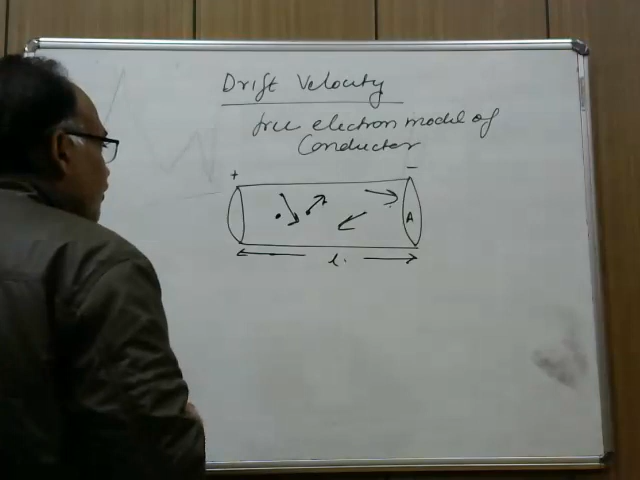 Drift Velocity
free electron model of
Conductor
+ −
A
l.